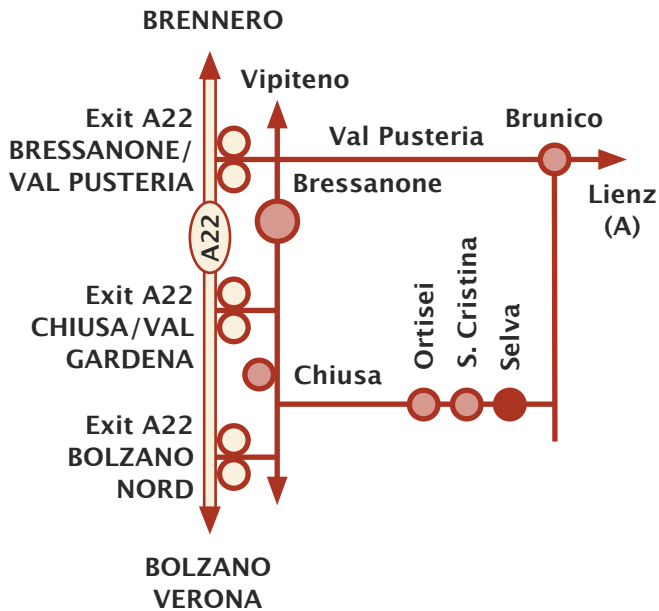 BRENNERO
Vipiteno
Exit A22
BRESSANONE/
VAL PUSTERIA
Val Pusteria
Brunico
Bressanone
Lienz
(A)
A22
Exit A22
CHIUSA/VAL
GARDENA
Ortisei
S. Cristina
Selva
Chiusa
Exit A22
BOLZANO
NORD
BOLZANO
VERONA